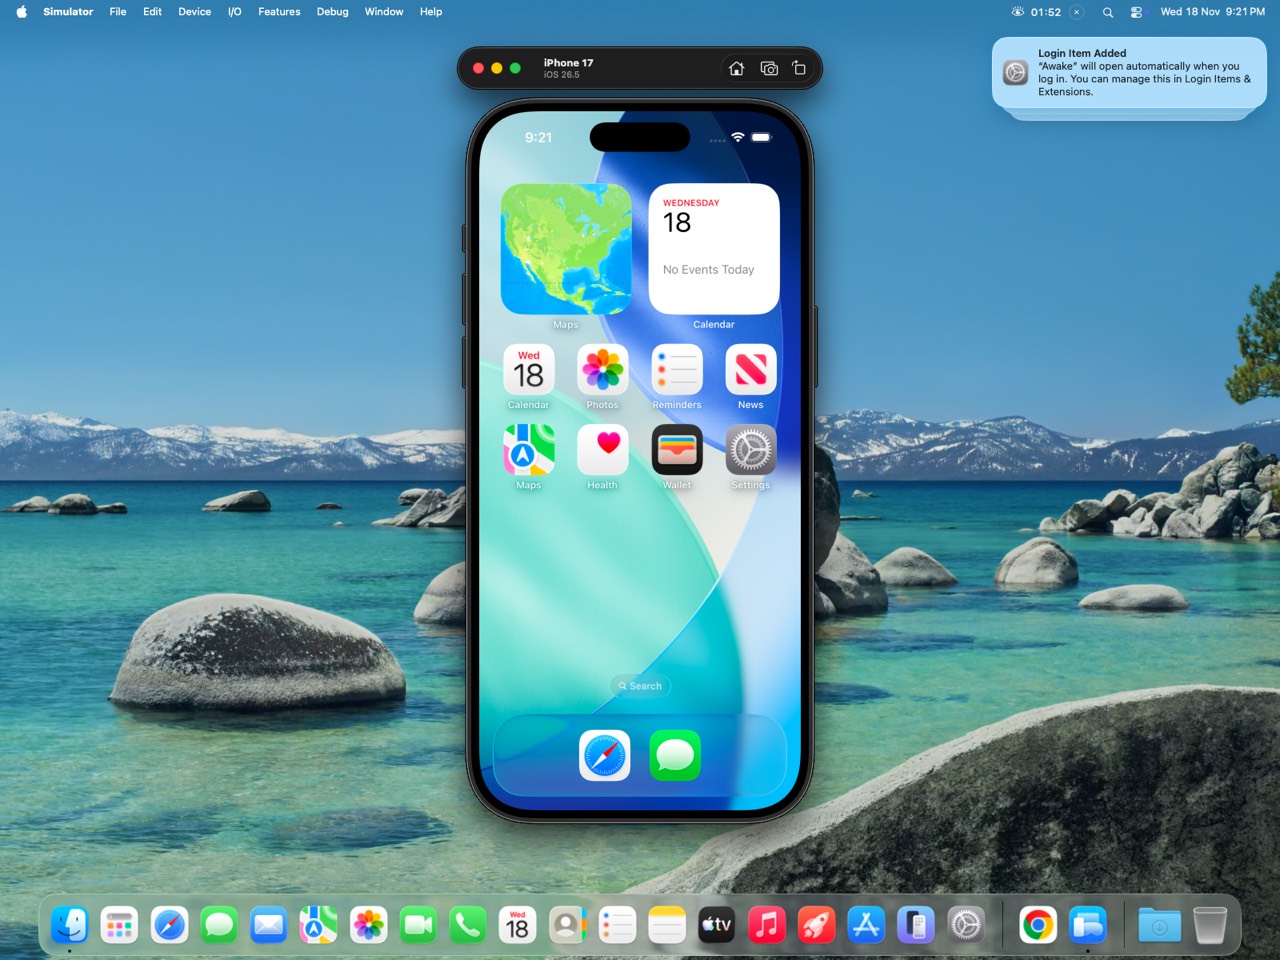 Simulator File Edit Device I/O Features Debug Window Help
01:52 Wed 18 Nov 9:21 PM
Login Item Added
“Awake” will open automatically when you
log in. You can manage this in Login Items &
Extensions.
iPhone 17
iOS 26.5
9:21
WEDNESDAY
18
No Events Today
Maps Calendar
Wed
18
Calendar Photos Reminders News
Maps Health Wallet Settings
Search
Wed
18
tv